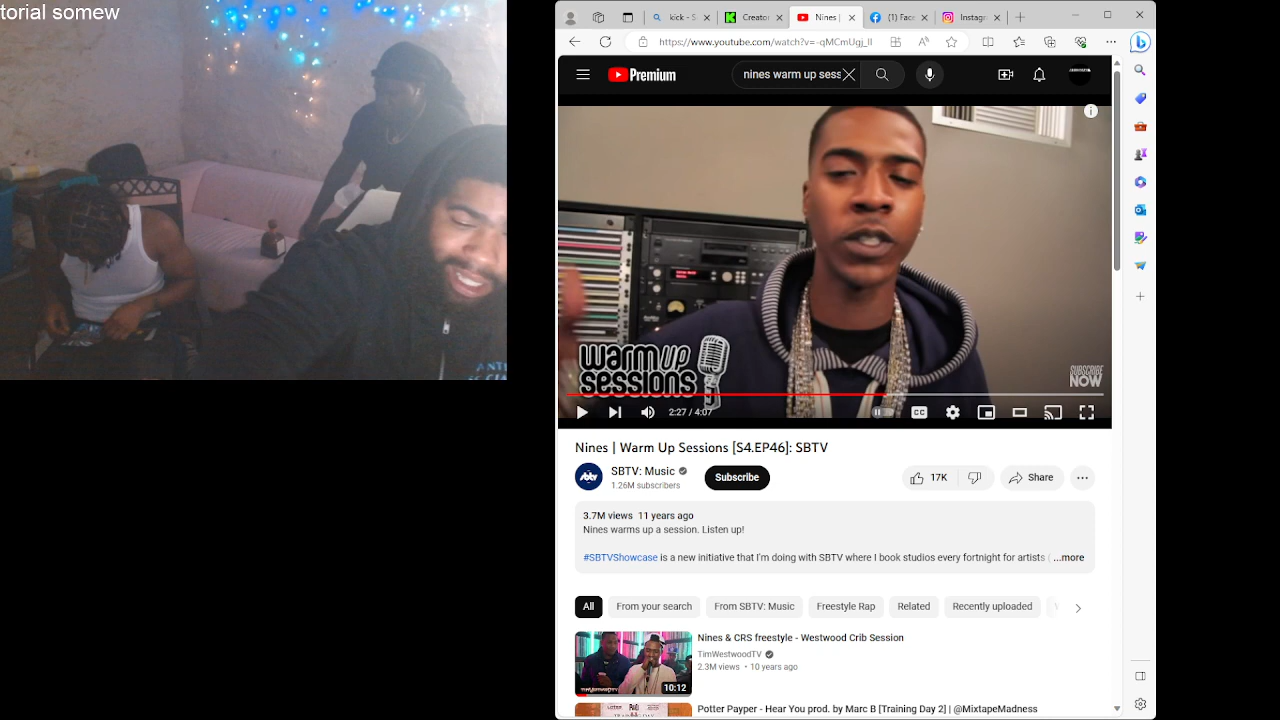 torial somew
kick - S
Creator
Nines |
(1) Fac
Instagr
https://www.youtube.com/watch?v=-qMCmUgj_lI
Premium
nines warm up sess
WARM UP
sessions
SUBSCRIBE
NOW
2:27 / 4:07
CC
Nines | Warm Up Sessions [S4.EP46]: SBTV
SBTV: Music
1.26M subscribers
Subscribe
17K
Share
3.7M views 11 years ago
Nines warms up a session. Listen up!
#SBTVShowcase is a new initiative that I'm doing with SBTV where I book studios every fortnight for artists ( ...more
All
From your search
From SBTV: Music
Freestyle Rap
Related
Recently uploaded
Nines & CRS freestyle - Westwood Crib Session
TimWestwoodTV
2.3M views • 10 years ago
10:12
Potter Payper - Hear You prod. by Marc B [Training Day 2] | @MixtapeMadness